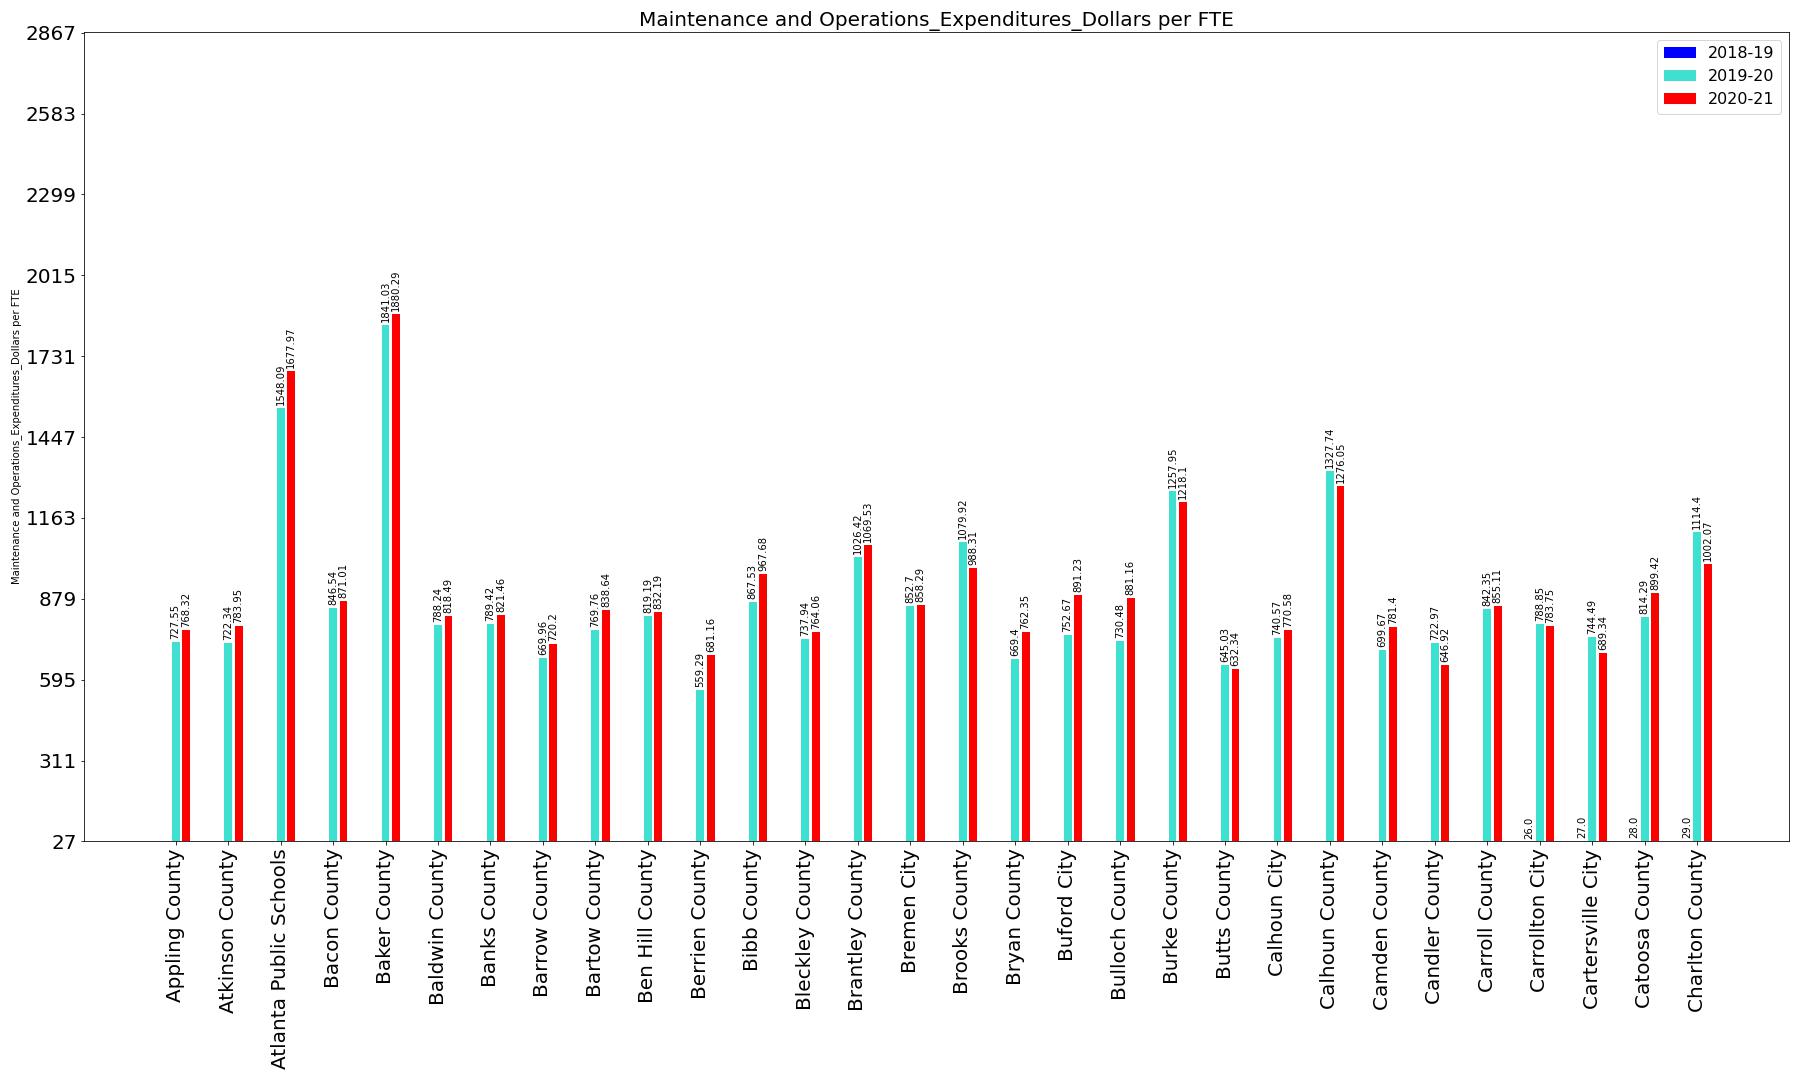 Maintenance and Operations_Expenditures_Dollars per FTE
2018-19
2019-20
2020-21
Maintenance and Operations_Expenditures_Dollars per FTE
2867
2583
2299
2015
1731
1447
1163
879
595
311
27
727.55
768.32
722.34
783.95
1548.09
1677.97
846.54
871.01
1841.03
1880.29
788.24
818.49
789.42
821.46
669.96
720.2
769.76
838.64
819.19
832.19
559.29
681.16
867.53
967.68
737.94
764.06
1026.42
1069.53
852.7
858.29
1079.92
988.31
669.4
762.35
752.67
891.23
730.48
881.16
1257.95
1218.1
645.03
632.34
740.57
770.58
1327.74
1276.05
699.67
781.4
722.97
646.92
842.35
855.11
26.0
788.85
783.75
27.0
744.49
689.34
28.0
814.29
899.42
29.0
1114.4
1002.07
Appling County
Atkinson County
Atlanta Public Schools
Bacon County
Baker County
Baldwin County
Banks County
Barrow County
Bartow County
Ben Hill County
Berrien County
Bibb County
Bleckley County
Brantley County
Bremen City
Brooks County
Bryan County
Buford City
Bulloch County
Burke County
Butts County
Calhoun City
Calhoun County
Camden County
Candler County
Carroll County
Carrollton City
Cartersville City
Catoosa County
Charlton County